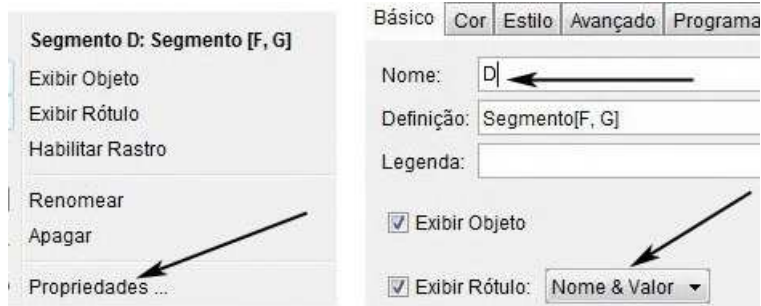 Segmento D: Segmento [F, G]
Exibir Objeto
Exibir Rótulo
Habilitar Rastro
Renomear
Apagar
Propriedades ...
Básico Cor Estilo Avançado Programa
Nome: D
Definição: Segmento[F, G]
Legenda:
Exibir Objeto
Exibir Rótulo: Nome & Valor